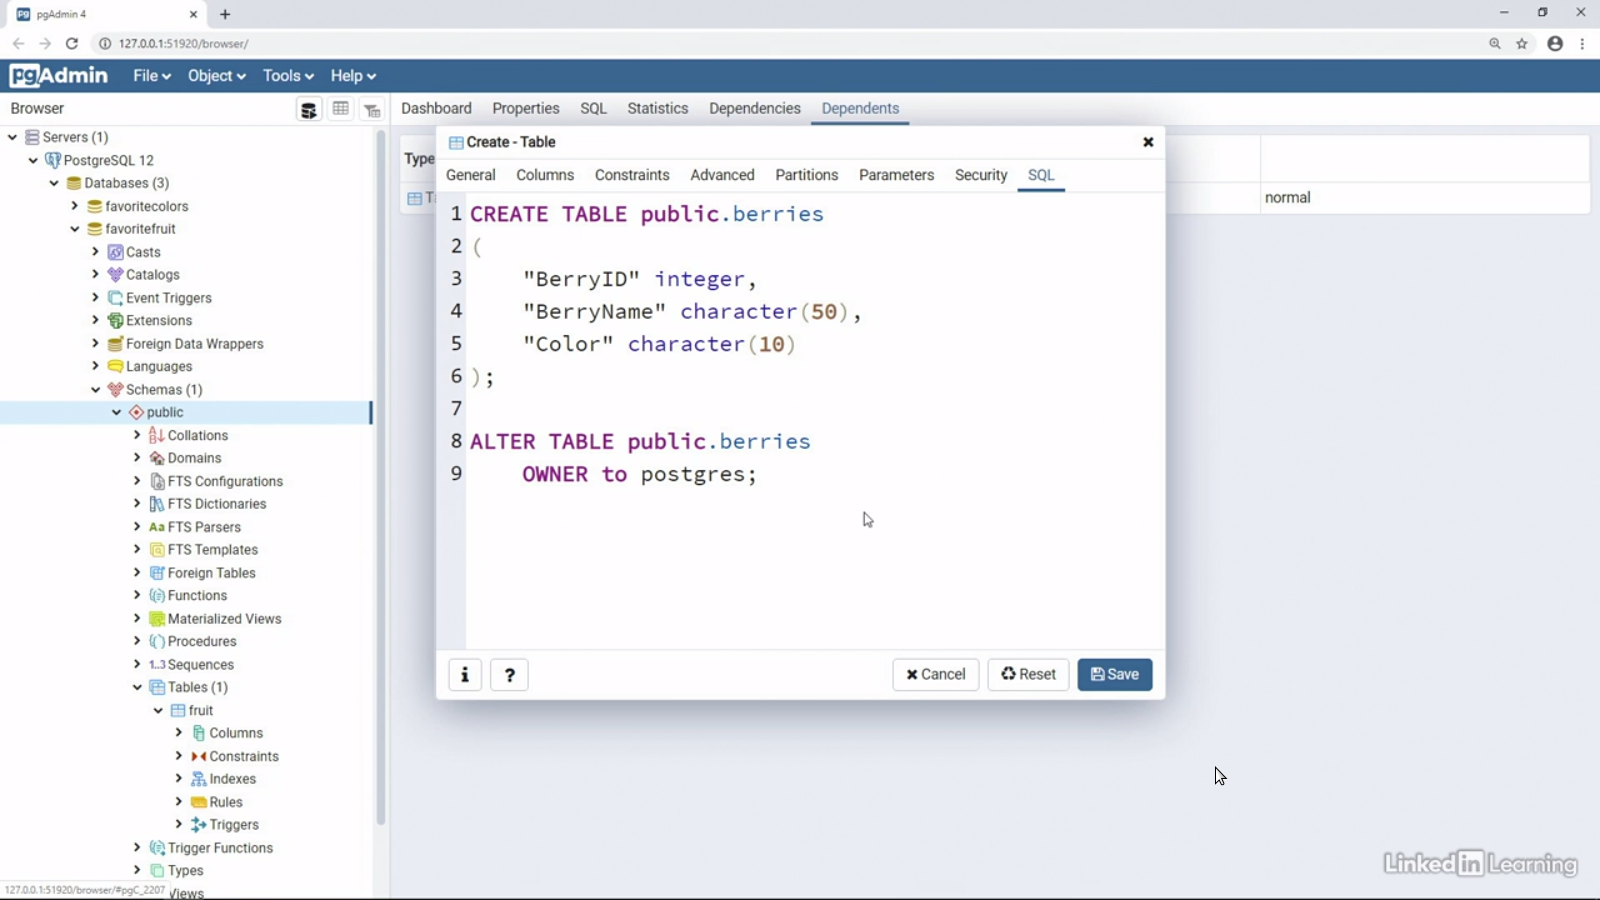 pgAdmin 4
127.0.0.1:51920/browser/
pgAdmin File Object Tools Help
Browser
Dashboard Properties SQL Statistics Dependencies Dependents
Servers (1)
PostgreSQL 12
Databases (3)
favoritecolors
favoritefruit
Casts
Catalogs
Event Triggers
Extensions
Foreign Data Wrappers
Languages
Schemas (1)
public
Collations
Domains
FTS Configurations
FTS Dictionaries
Aa FTS Parsers
FTS Templates
Foreign Tables
Functions
Materialized Views
Procedures
1..3 Sequences
Tables (1)
fruit
Columns
Constraints
Indexes
Rules
Triggers
Trigger Functions
Types
Views
127.0.0.1:51920/browser/#pgC_2207
Type
normal
Create - Table
General Columns Constraints Advanced Partitions Parameters Security SQL
1 CREATE TABLE public.berries
2 (
3 "BerryID" integer,
4 "BerryName" character(50),
5 "Color" character(10)
6 );
7
8 ALTER TABLE public.berries
9 OWNER to postgres;
i ? Cancel Reset Save
Linked in Learning